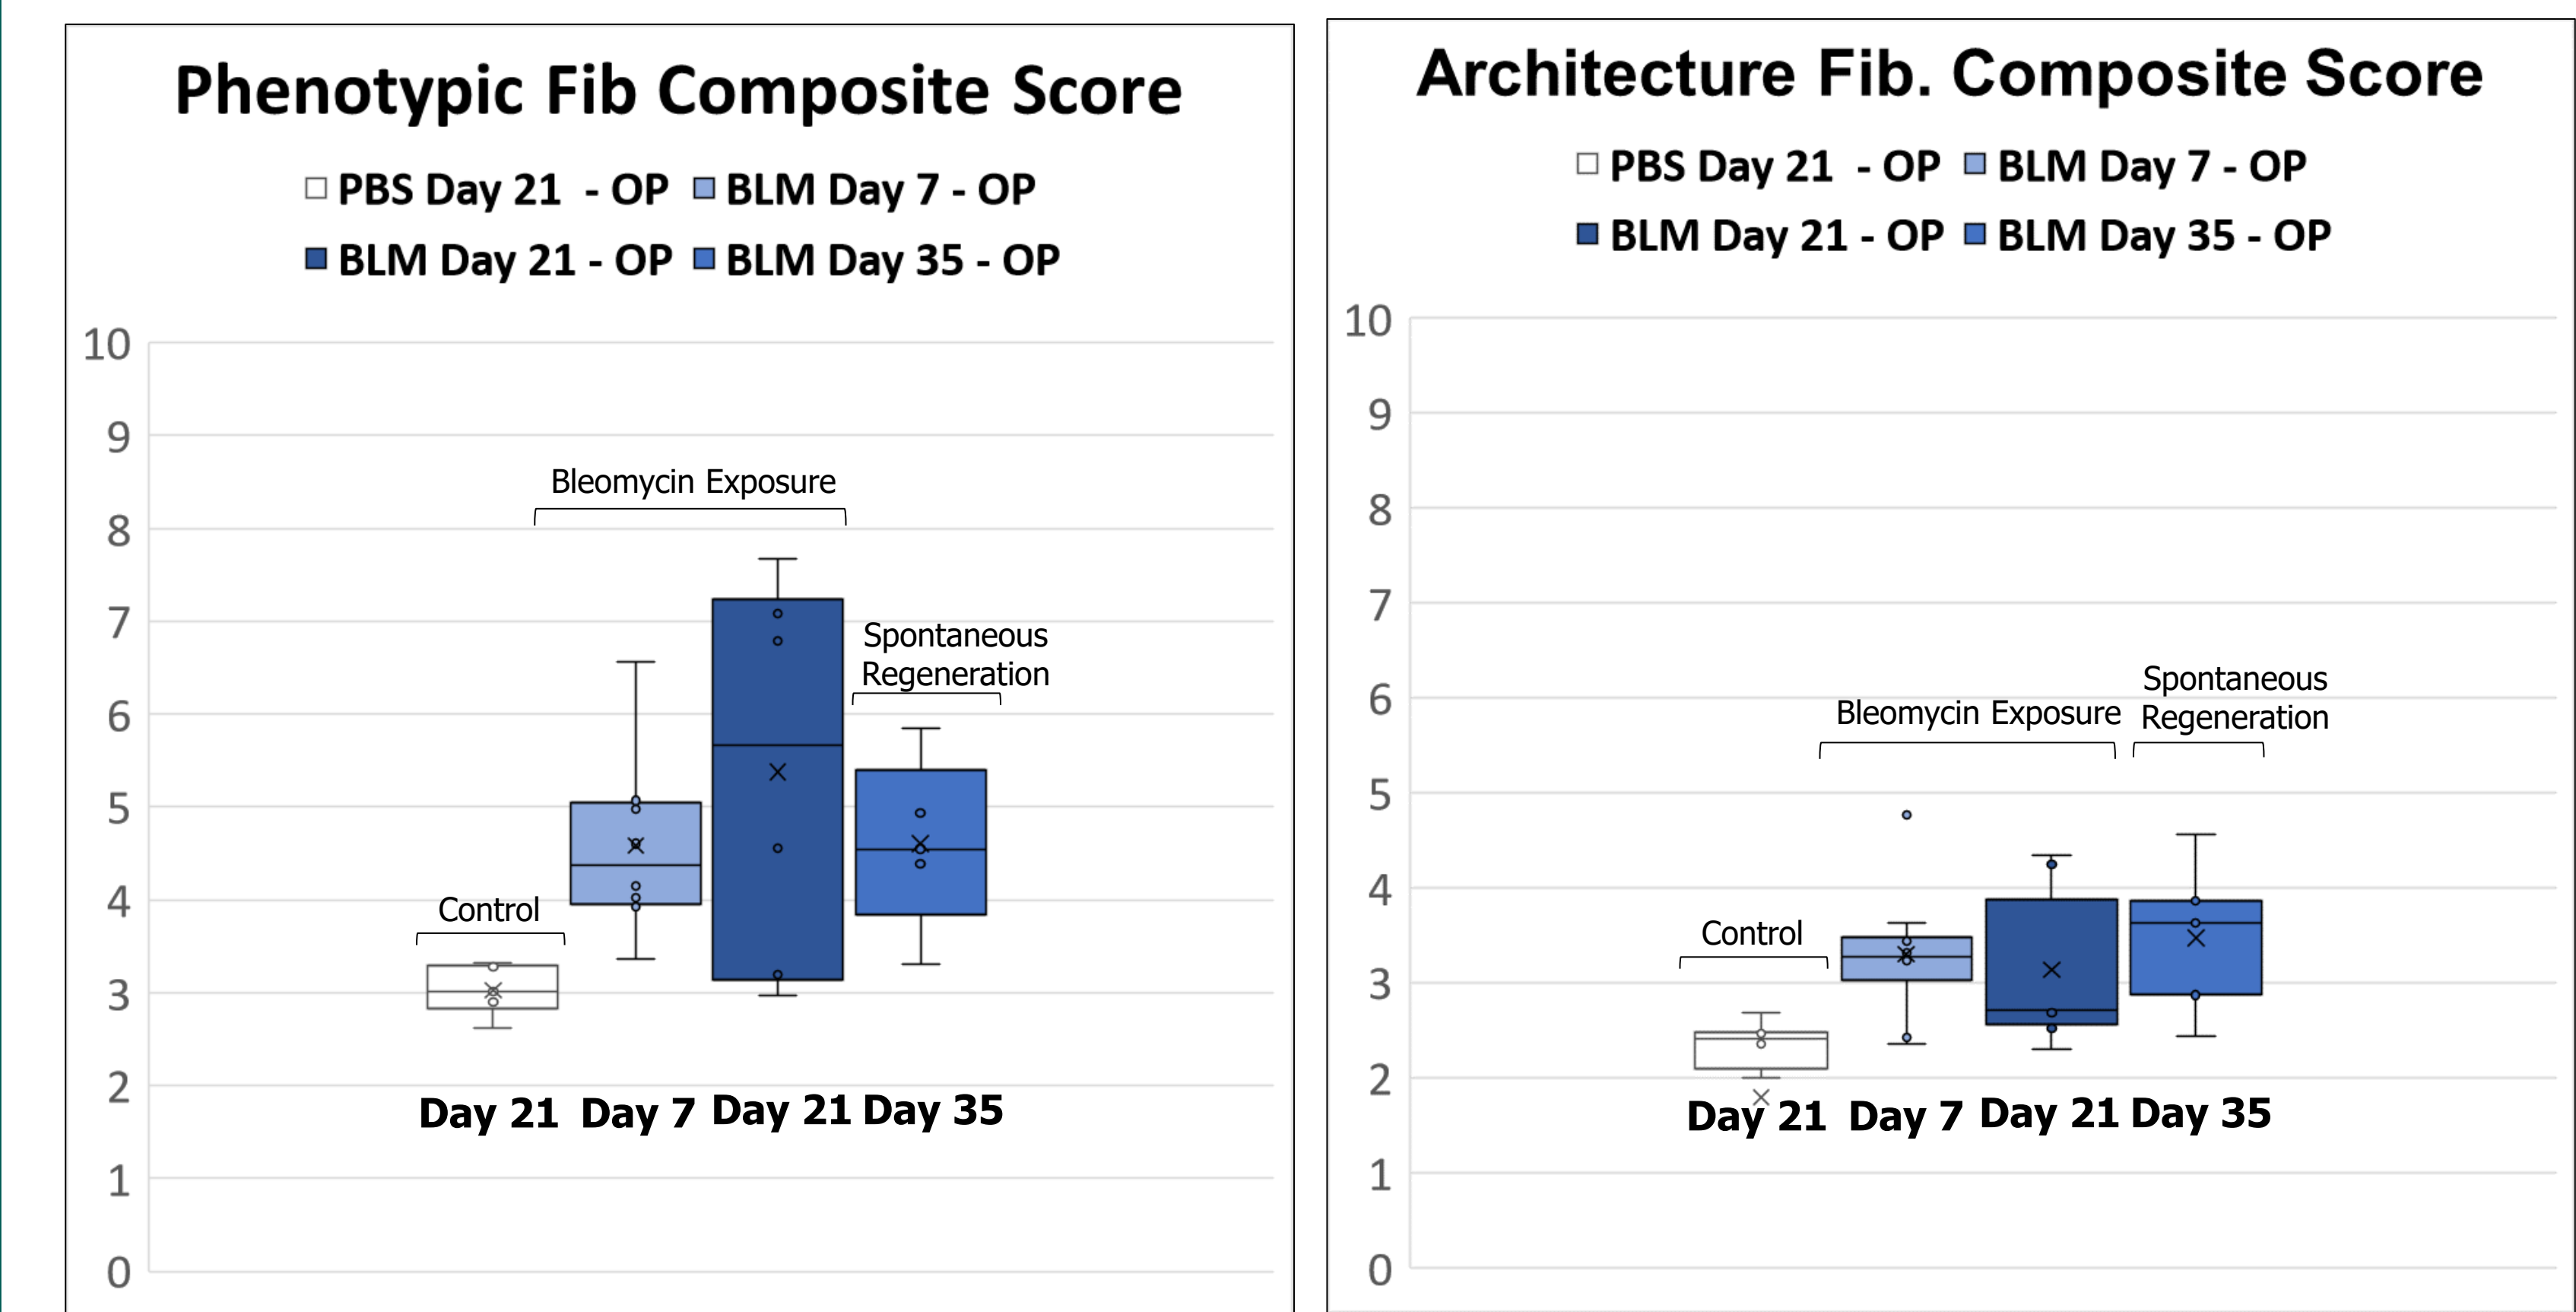 Phenotypic Fib Composite Score
PBS Day 21 - OP BLM Day 7 - OP
BLM Day 21 - OP BLM Day 35 - OP
10
9
Bleomycin Exposure
8
7
Spontaneous
Regeneration
6
5
4
Control
3
2
Day 21 Day 7 Day 21 Day 35
1
0
Architecture Fib. Composite Score
PBS Day 21 - OP BLM Day 7 - OP
BLM Day 21 - OP BLM Day 35 - OP
10
9
8
7
Spontaneous
6
Bleomycin Exposure Regeneration
5
4
Control
3
2
Day 21 Day 7 Day 21 Day 35
1
0